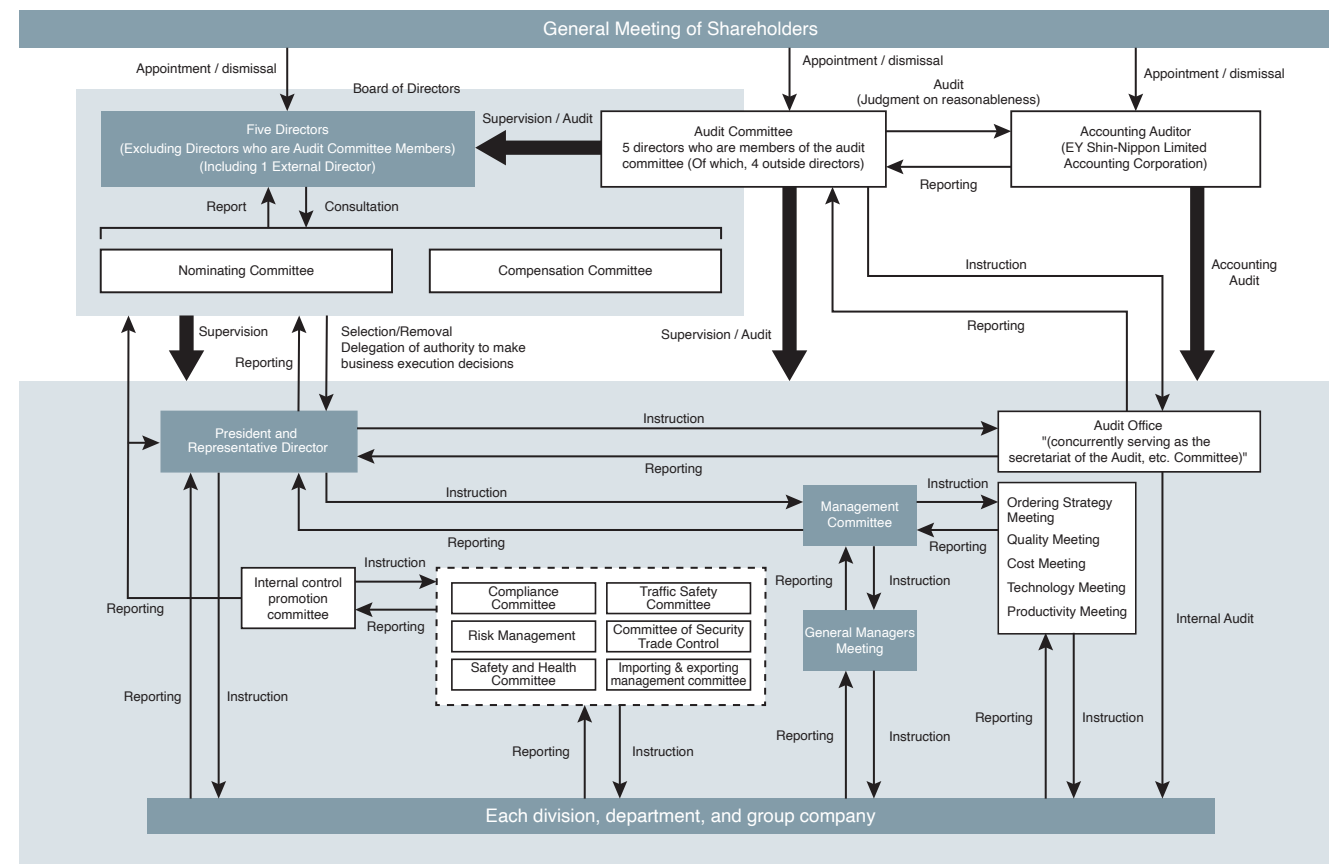 General Meeting of Shareholders
Appointment / dismissal
Appointment / dismissal
Appointment / dismissal
Board of Directors
Audit
(Judgment on reasonableness)
Five Directors
(Excluding Directors who are Audit Committee Members)
(Including 1 External Director)
Supervision / Audit
Audit Committee
5 directors who are members of the audit
committee (Of which, 4 outside directors)
Accounting Auditor
(EY Shin-Nippon Limited
Accounting Corporation)
Reporting
Report
Consultation
Nominating Committee
Compensation Committee
Instruction
Accounting
Audit
Supervision
Reporting
Selection/Removal
Delegation of authority to make
business execution decisions
Supervision / Audit
Reporting
President and
Representative Director
Instruction
Reporting
Audit Office
"(concurrently serving as the
secretariat of the Audit, etc. Committee)"
Instruction
Reporting
Management
Committee
Instruction
Reporting
Ordering Strategy
Meeting
Quality Meeting
Cost Meeting
Technology Meeting
Productivity Meeting
Internal control
promotion
committee
Instruction
Reporting
Reporting
Compliance
Committee
Traffic Safety
Committee
Risk Management
Committee of Security
Trade Control
Safety and Health
Committee
Importing & exporting
management committee
Reporting
Instruction
General Managers
Meeting
Internal Audit
Reporting
Instruction
Reporting
Instruction
Reporting
Instruction
Reporting
Instruction
Each division, department, and group company